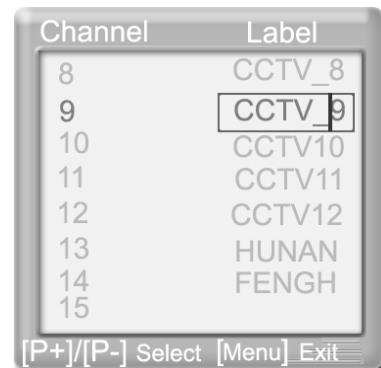 Channel Label
8 CCTV_8
9 CCTV_9
10 CCTV10
11 CCTV11
12 CCTV12
13 HUNAN
14 FENGH
15
[P+]/[P-] Select [Menu] Exit